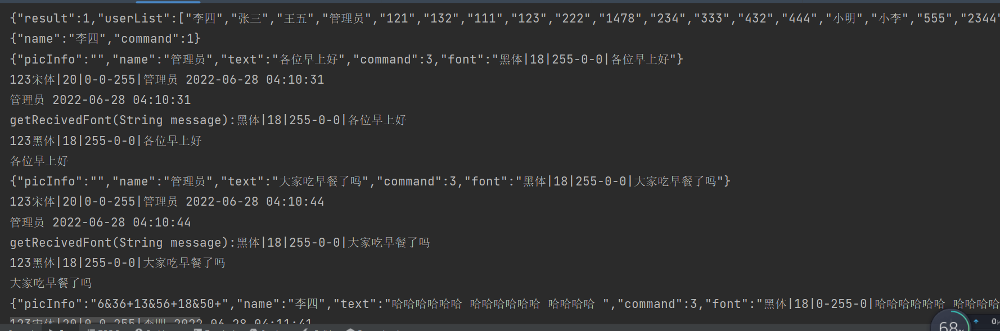 {"result":1,"userList":["李四","张三","王五","管理员","121","132","111","123","222","1478","234","333","432","444","小明","小李","555","2344"
{"name":"李四","command":1}
{"picInfo":"","name":"管理员","text":"各位早上好","command":3,"font":"黑体|18|255-0-0|各位早上好"}
123宋体|20|0-0-255|管理员 2022-06-28 04:10:31
管理员 2022-06-28 04:10:31
getRecivedFont(String message):黑体|18|255-0-0|各位早上好
123黑体|18|255-0-0|各位早上好
各位早上好
{"picInfo":"","name":"管理员","text":"大家吃早餐了吗","command":3,"font":"黑体|18|255-0-0|大家吃早餐了吗"}
123宋体|20|0-0-255|管理员 2022-06-28 04:10:44
管理员 2022-06-28 04:10:44
getRecivedFont(String message):黑体|18|255-0-0|大家吃早餐了吗
123黑体|18|255-0-0|大家吃早餐了吗
大家吃早餐了吗
{"picInfo":"6&36+13&56+18&50+","name":"李四","text":"哈哈哈哈哈哈 哈哈哈哈哈哈 哈哈哈哈 ","command":3,"font":"黑体|18|0-255-0|哈哈哈哈哈哈 哈哈哈哈
123宋体|20|0-0-255|李四 2022-06-28 04:11:41
68%
0K